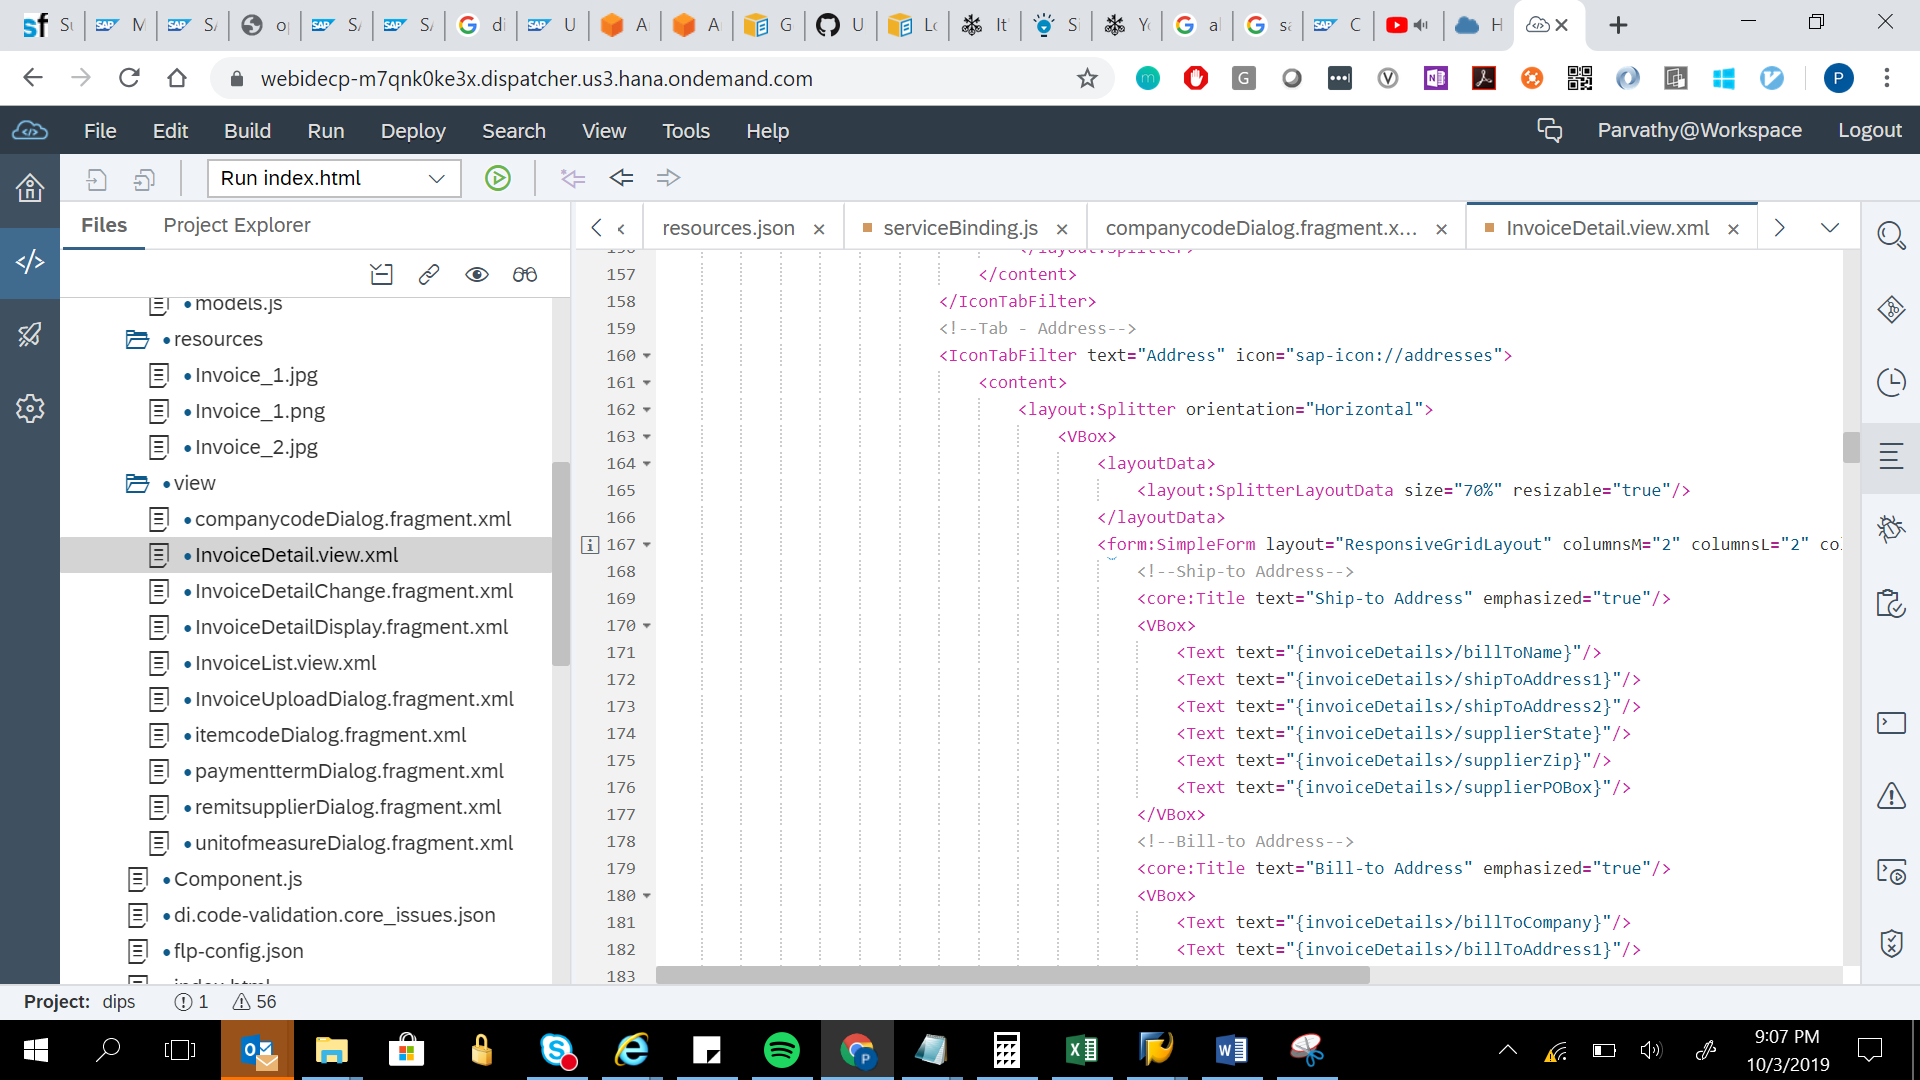 webidecp-m7qnk0ke3x.dispatcher.us3.hana.ondemand.com
File Edit Build Run Deploy Search View Tools Help
Parvathy@Workspace Logout
Run index.html
Files Project Explorer
resources.json
serviceBinding.js
companycodeDialog.fragment.x...
InvoiceDetail.view.xml
models.js
resources
Invoice_1.jpg
Invoice_1.png
Invoice_2.jpg
view
companycodeDialog.fragment.xml
InvoiceDetail.view.xml
InvoiceDetailChange.fragment.xml
InvoiceDetailDisplay.fragment.xml
InvoiceList.view.xml
InvoiceUploadDialog.fragment.xml
itemcodeDialog.fragment.xml
paymenttermDialog.fragment.xml
remitsupplierDialog.fragment.xml
unitofmeasureDialog.fragment.xml
Component.js
di.code-validation.core_issues.json
flp-config.json
157 </content>
158 </IconTabFilter>
159 <!--Tab - Address-->
160 <IconTabFilter text="Address" icon="sap-icon://addresses">
161 <content>
162 <layout:Splitter orientation="Horizontal">
163 <VBox>
164 <layoutData>
165 <layout:SplitterLayoutData size="70%" resizable="true"/>
166 </layoutData>
167 <form:SimpleForm layout="ResponsiveGridLayout" columnsM="2" columnsL="2" co
168 <!--Ship-to Address-->
169 <core:Title text="Ship-to Address" emphasized="true"/>
170 <VBox>
171 <Text text="{invoiceDetails>/billToName}"/>
172 <Text text="{invoiceDetails>/shipToAddress1}"/>
173 <Text text="{invoiceDetails>/shipToAddress2}"/>
174 <Text text="{invoiceDetails>/supplierState}"/>
175 <Text text="{invoiceDetails>/supplierZip}"/>
176 <Text text="{invoiceDetails>/supplierPOBox}"/>
177 </VBox>
178 <!--Bill-to Address-->
179 <core:Title text="Bill-to Address" emphasized="true"/>
180 <VBox>
181 <Text text="{invoiceDetails>/billToCompany}"/>
182 <Text text="{invoiceDetails>/billToAddress1}"/>
183
Project: dips 1 56
9:07 PM
10/3/2019